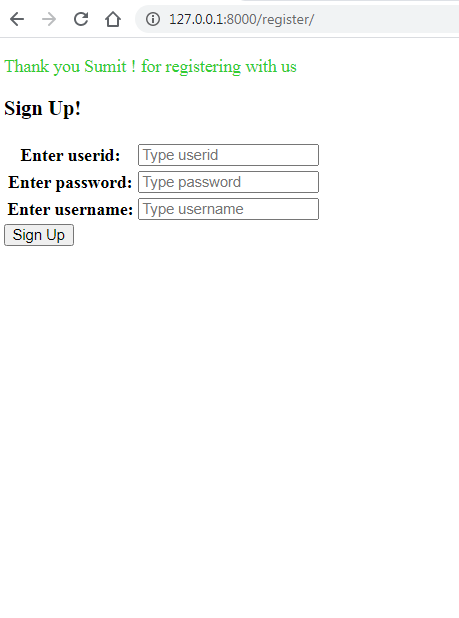 127.0.0.1:8000/register/
Thank you Sumit ! for registering with us
Sign Up!
Enter userid: Type userid
Enter password: Type password
Enter username: Type username
Sign Up